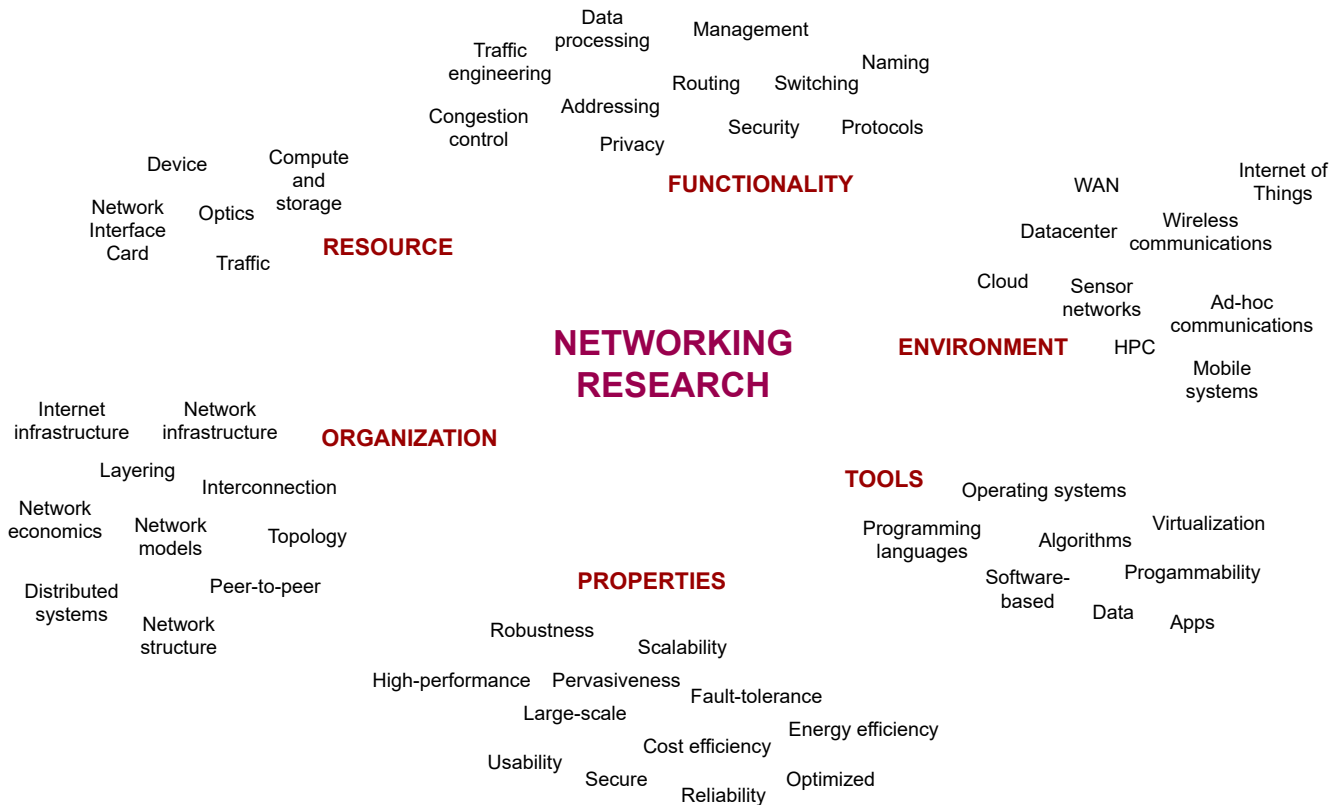 Data
processing
Management
Traffic
engineering
Naming
Routing
Switching
Addressing
Congestion
control
Security
Protocols
Privacy
FUNCTIONALITY
Device
Compute
and
storage
Network
Interface
Card
Optics
Traffic
RESOURCE
WAN
Internet of
Things
Datacenter
Wireless
communications
Cloud
Sensor
networks
Ad-hoc
communications
ENVIRONMENT
HPC
Mobile
systems
NETWORKING
RESEARCH
Internet
infrastructure
Network
infrastructure
ORGANIZATION
Layering
Interconnection
Network
economics
Network
models
Topology
Distributed
systems
Peer-to-peer
Network
structure
TOOLS
Operating systems
Programming
languages
Algorithms
Virtualization
Software-
based
Progammability
Data
Apps
PROPERTIES
Robustness
Scalability
High-performance
Pervasiveness
Fault-tolerance
Large-scale
Energy efficiency
Cost efficiency
Usability
Secure
Optimized
Reliability